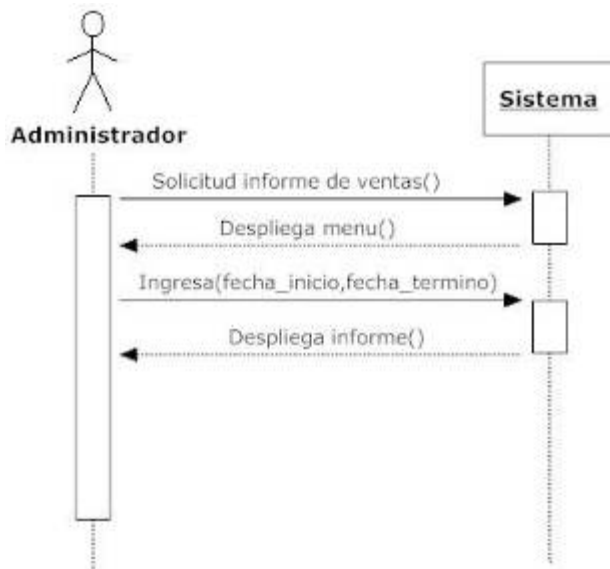 Sistema
Administrador
Solicitud informe de ventas()
Despliega menu()
Ingresa(fecha_inicio,fecha_termino)
Despliega informe()